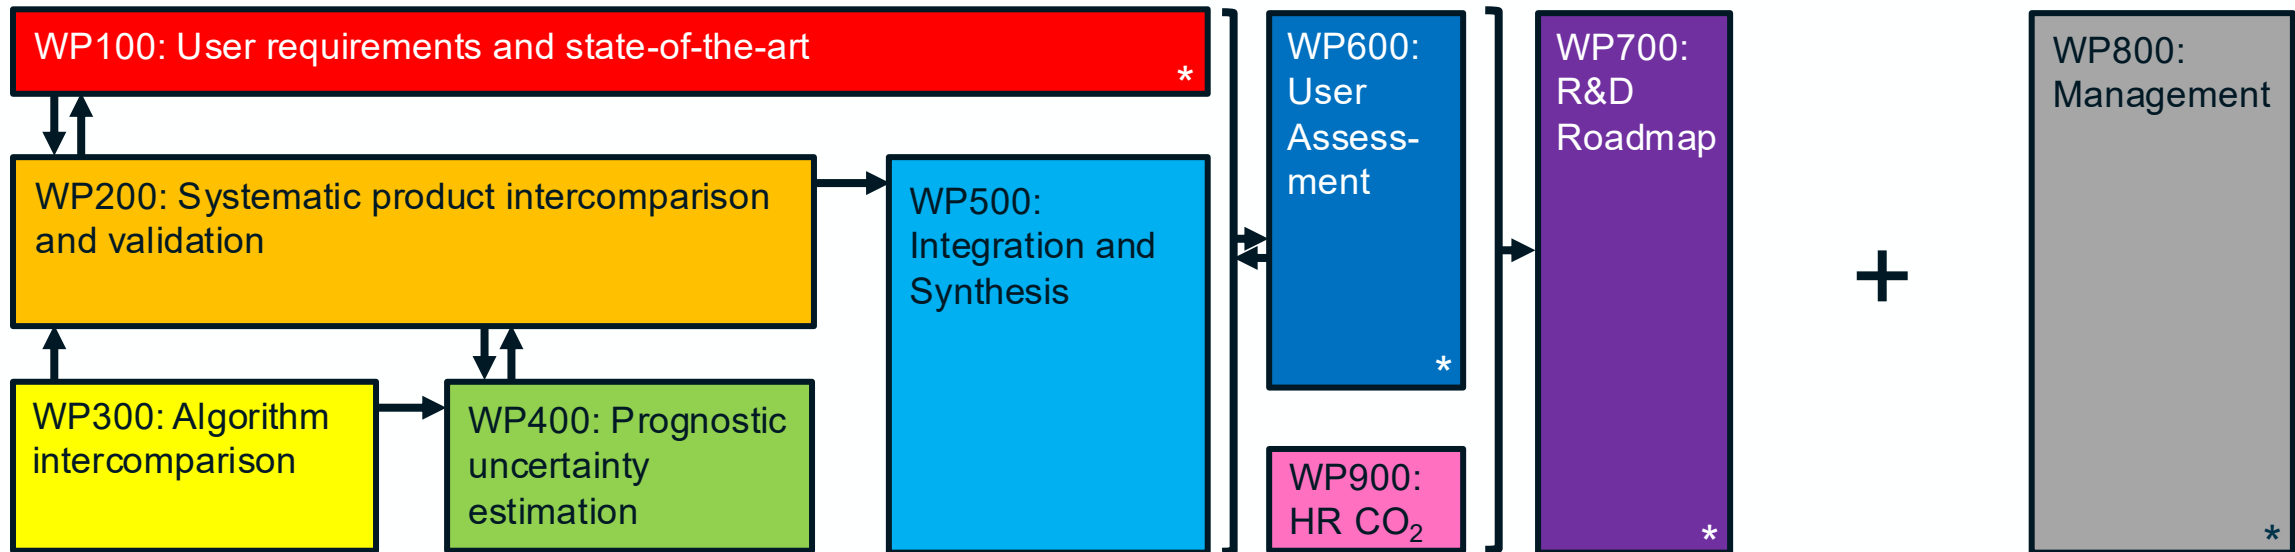 WP100: User requirements and state-of-the-art
*
WP200: Systematic product intercomparison
and validation
WP300: Algorithm
intercomparison
WP400: Prognostic
uncertainty
estimation
WP500:
Integration and
Synthesis
WP600:
User
Assess-
ment
*
WP900:
HR CO₂
WP700:
R&D
Roadmap
*
+
WP800:
Management
*